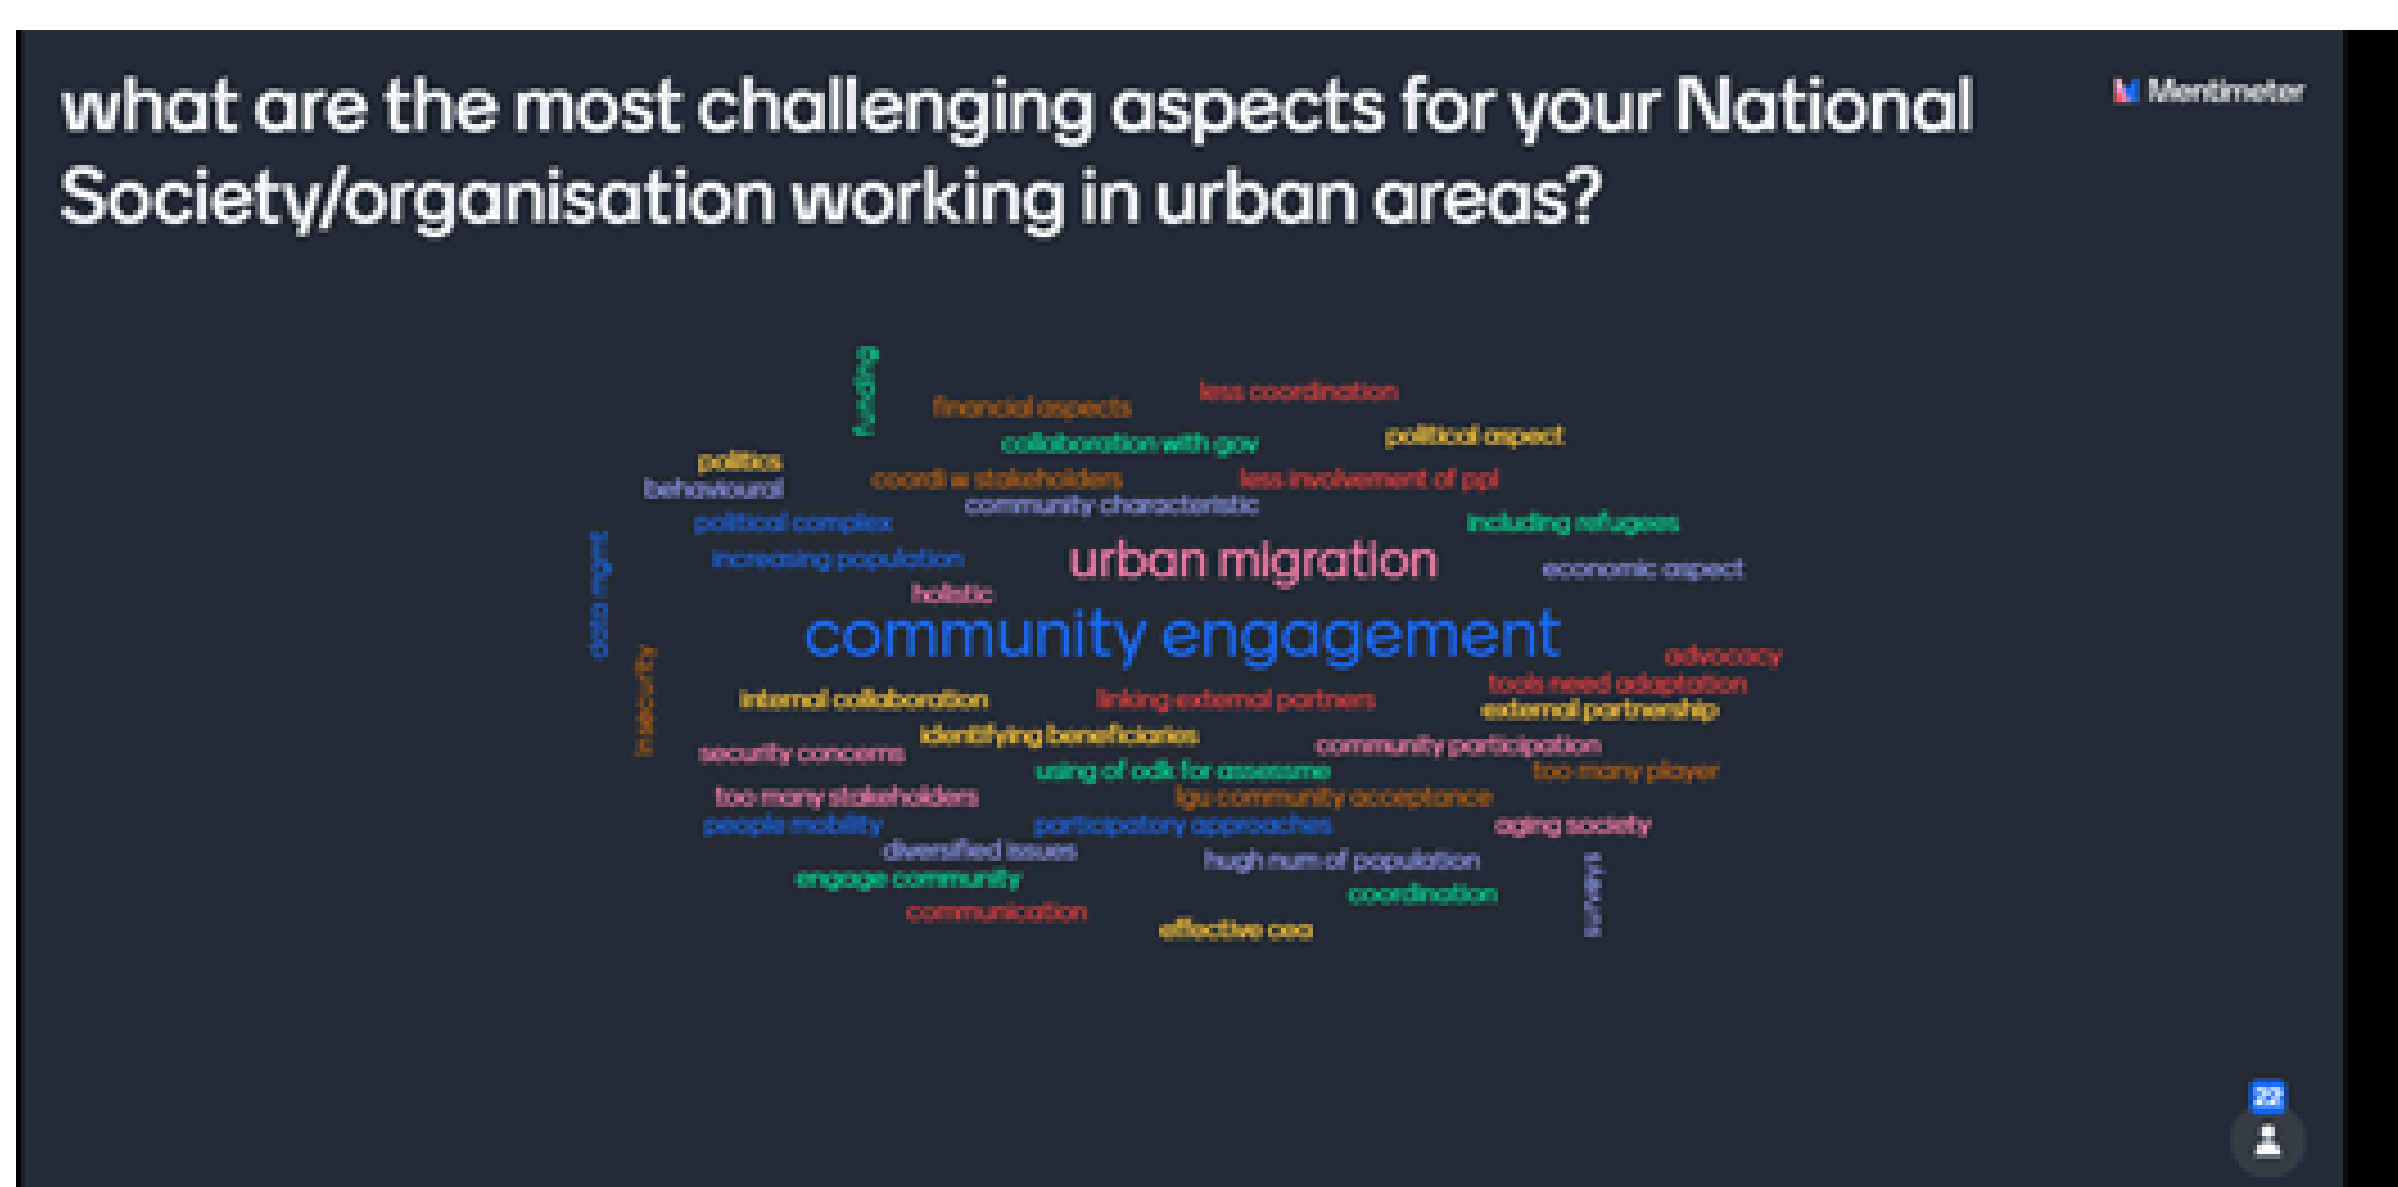 what are the most challenging aspects for your National
Society/organisation working in urban areas?
Mentimeter
funding
less coordination
financial aspects
political aspect
collaboration with gov
politics
coordi w stakeholders
less involvement of ppl
behavioural
community characteristic
political complex
including refugees
increasing population
urban migration
economic aspect
data mgmt
holistic
community engagement
insecurity
advocacy
tools need adaptation
internal collaboration
linking external partners
external partnership
identifying beneficiaries
community participation
security concerns
using of odk for assessme
too many player
too many stakeholders
lgu community acceptance
people mobility
participatory approaches
aging society
diversified issues
hugh num of population
engage community
coordination
surveys
communication
effective cea
22